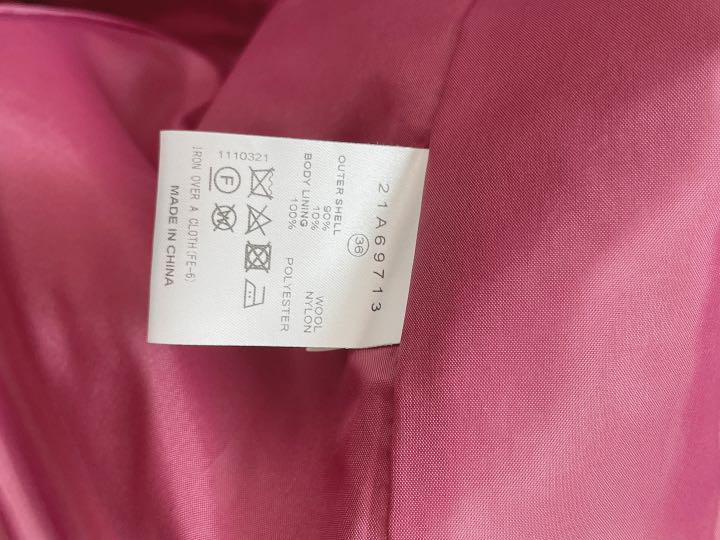 21A69713
36
OUTER SHELL
90% WOOL
10% NYLON
BODY LINING
100% POLYESTER
1110321
F
W
IRON OVER A CLOTH(FE-6)
MADE IN CHINA